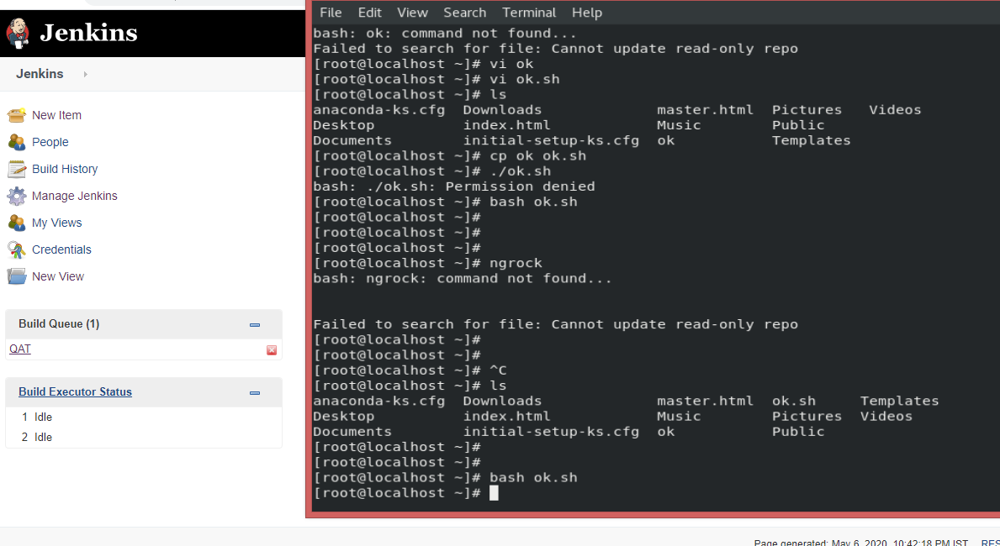 Jenkins
Jenkins
New Item
People
Build History
Manage Jenkins
My Views
Credentials
New View
Build Queue (1)
QAT
Build Executor Status
1 Idle
2 Idle
File Edit View Search Terminal Help
bash: ok: command not found...
Failed to search for file: Cannot update read-only repo
[root@localhost ~]# vi ok
[root@localhost ~]# vi ok.sh
[root@localhost ~]# ls
anaconda-ks.cfg Downloads master.html Pictures Videos
Desktop index.html Music Public
Documents initial-setup-ks.cfg ok Templates
[root@localhost ~]# cp ok ok.sh
[root@localhost ~]# ./ok.sh
bash: ./ok.sh: Permission denied
[root@localhost ~]# bash ok.sh
[root@localhost ~]#
[root@localhost ~]#
[root@localhost ~]#
[root@localhost ~]# ngrock
bash: ngrock: command not found...
Failed to search for file: Cannot update read-only repo
[root@localhost ~]#
[root@localhost ~]#
[root@localhost ~]# ^C
[root@localhost ~]# ls
anaconda-ks.cfg Downloads master.html ok.sh Templates
Desktop index.html Music Pictures Videos
Documents initial-setup-ks.cfg ok Public
[root@localhost ~]#
[root@localhost ~]#
[root@localhost ~]# bash ok.sh
[root@localhost ~]#
Page generated: May 6, 2020, 10:42:18 PM IST RES